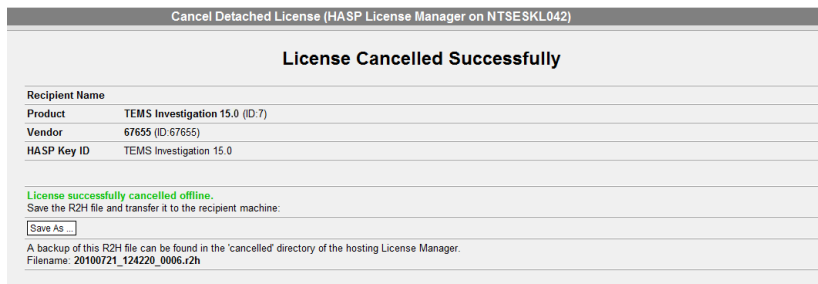 Cancel Detached License (HASP License Manager on NTSESKL042)
License Cancelled Successfully
Recipient Name
Product TEMS Investigation 15.0 (ID:7)
Vendor 67655 (ID:67655)
HASP Key ID TEMS Investigation 15.0
License successfully cancelled offline.
Save the R2H file and transfer it to the recipient machine:
Save As ...
A backup of this R2H file can be found in the 'cancelled' directory of the hosting License Manager.
Filename: 20100721_124220_0006.r2h